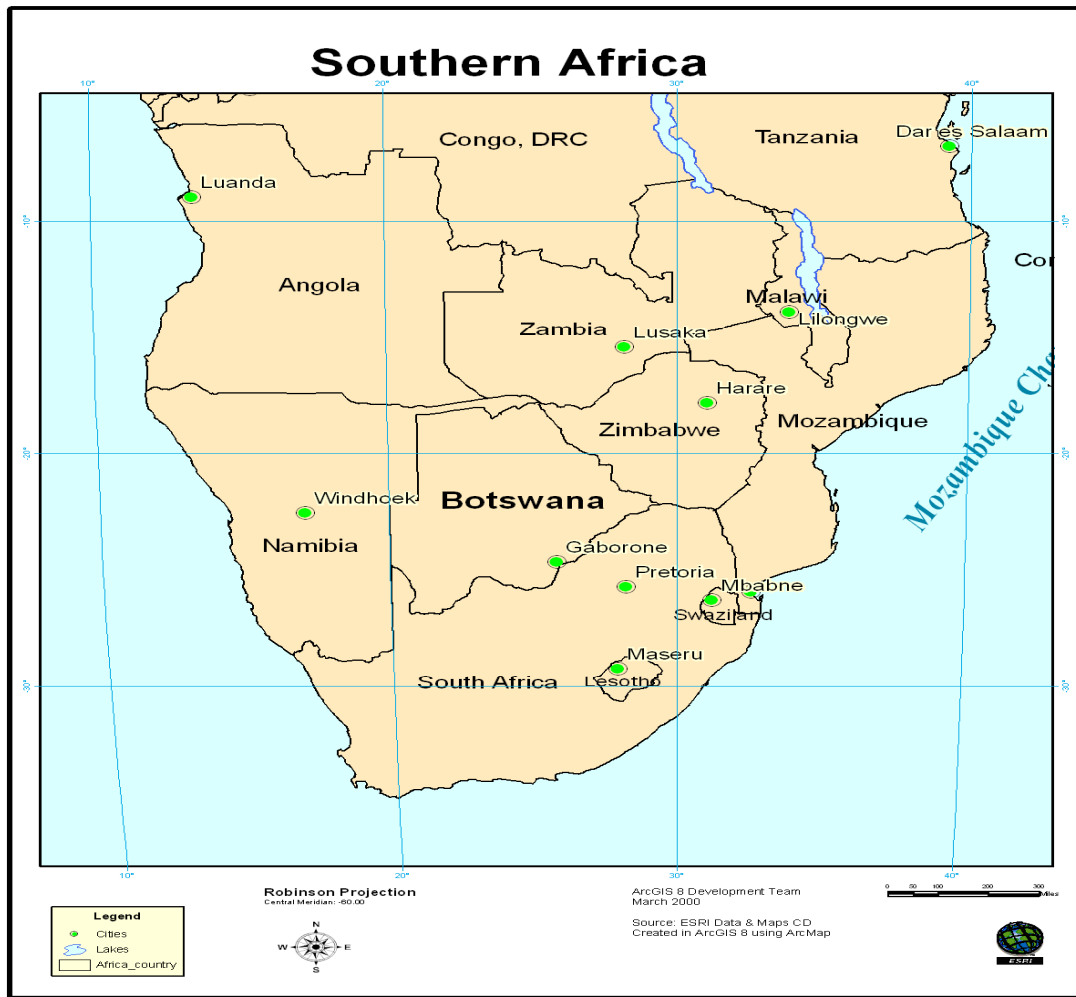 Southern Africa
10°
20°
30°
40°
Congo, DRC
Tanzania
Dar es Salaam
Luanda
-10°
-10°
Angola
Cor
Malawi
Lilongwe
Zambia
Lusaka
Harare
Mozambique Cha
Zimbabwe
Mozambique
-20°
-20°
Windhoek
Botswana
Namibia
Gaborone
Pretoria
Mbabne
Swaziland
Maseru
South Africa
Lesotho
-30°
-30°
10°
20°
30°
40°
Robinson Projection
Central Meridian: -60.00
ArcGIS 8 Development Team
March 2000
Source: ESRI Data & Maps CD
Created in ArcGIS 8 using ArcMap
0 50 100 200 300
Legend
Cities
Lakes
Africa_country
N
W E
S
ESRI